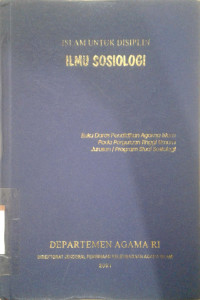 ISLAM UNTUK DISIPLIN
ILMU SOSIOLOGI
Buku Daras Pendidikan Agama Islam
Pada Perguruan Tinggi Umum
Jurusan / Program Studi Sosiologi
DEPARTEMEN AGAMA RI